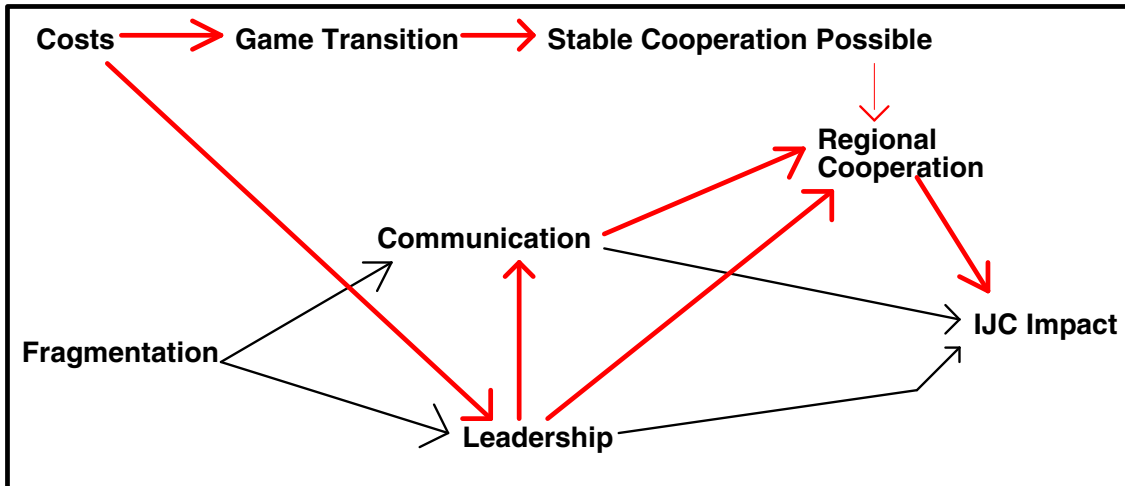 Costs
Game Transition
Stable Cooperation Possible
Regional
Cooperation
Communication
IJC Impact
Fragmentation
Leadership